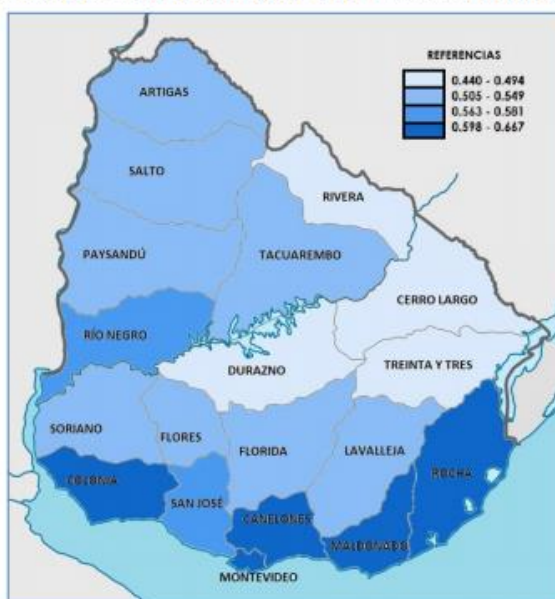 REFERENCIAS
0.440 - 0.494
0.505 - 0.549
0.563 - 0.581
0.598 - 0.667
ARTIGAS
SALTO
RIVERA
PAYSANDÚ
TACUAREMBO
CERRO LARGO
RÍO NEGRO
DURAZNO
TREINTA Y TRES
SORIANO
FLORES
FLORIDA
LAVALLEJA
ROCHA
COLONIA
SAN JOSÉ
CANELONES
MALDONADO
MONTEVIDEO